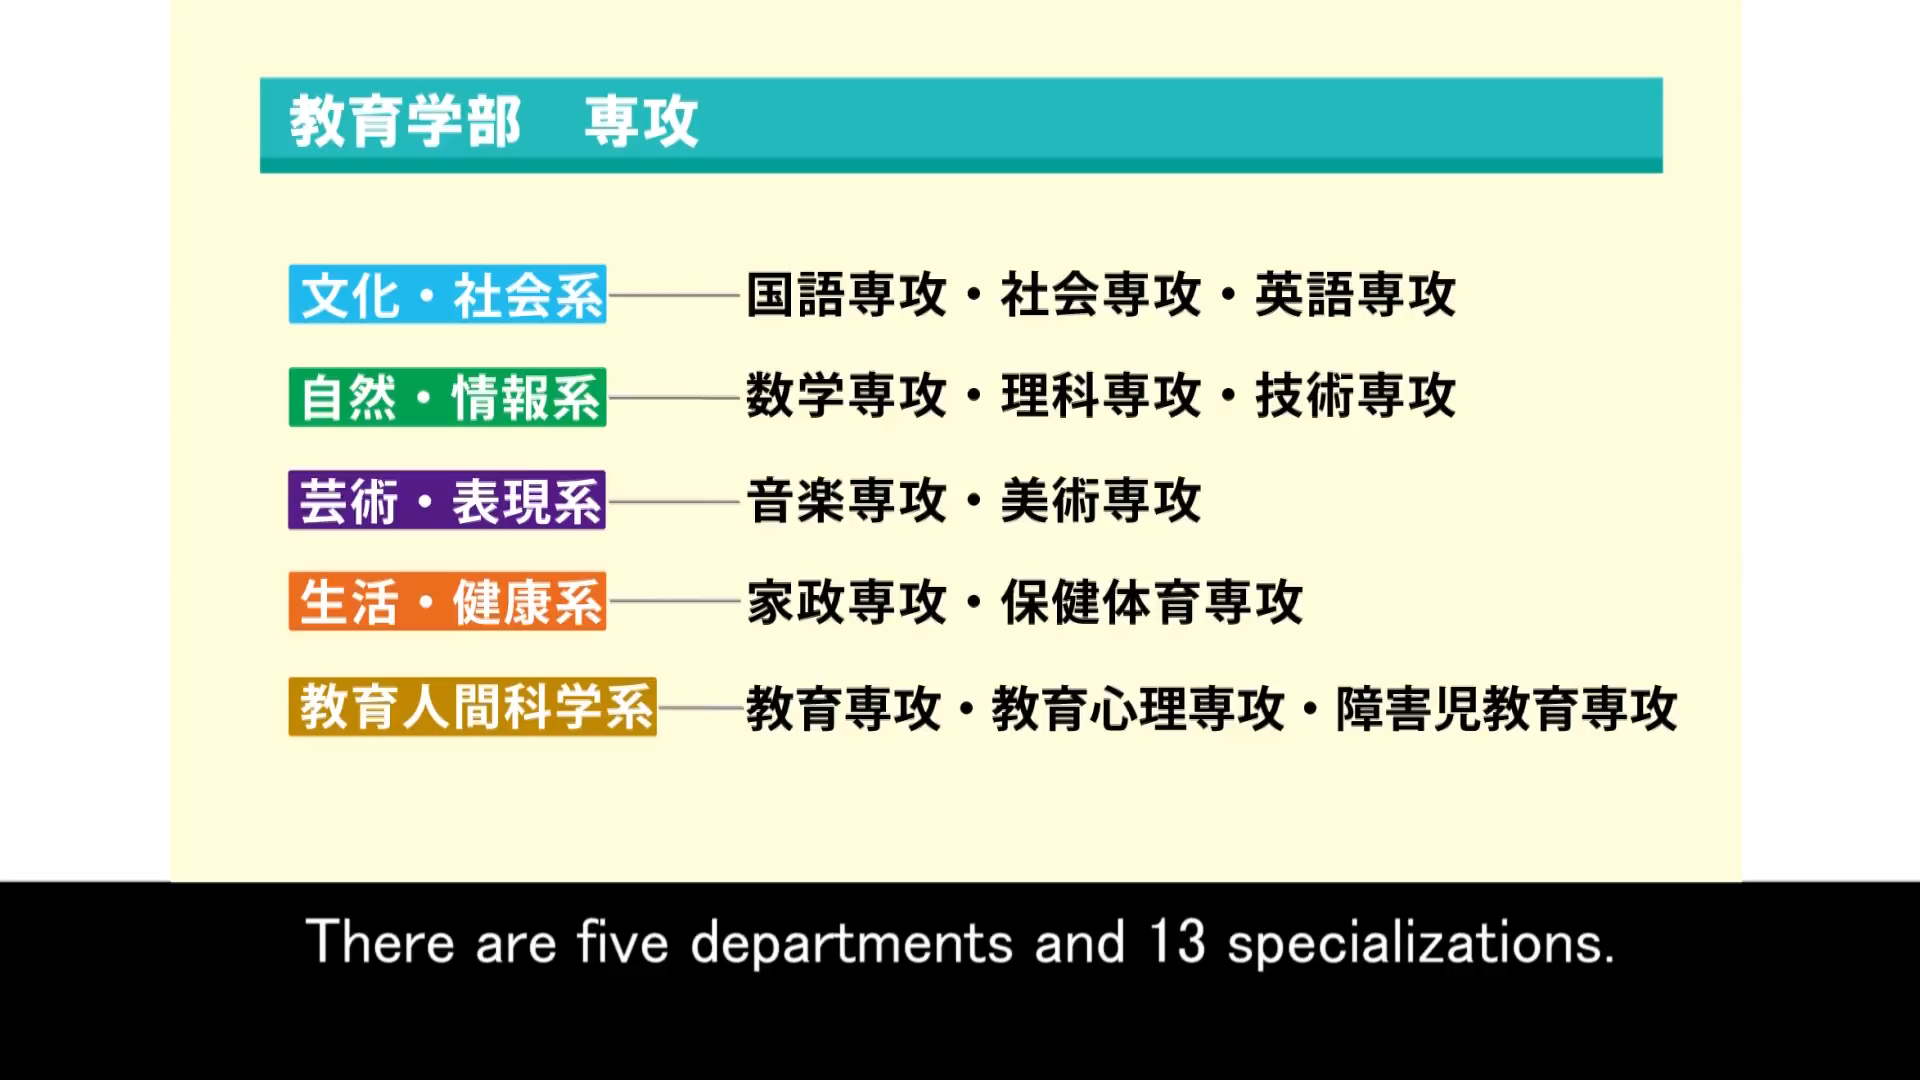 教育学部　専攻
文化・社会系 国語専攻・社会専攻・英語専攻
自然・情報系 数学専攻・理科専攻・技術専攻
芸術・表現系 音楽専攻・美術専攻
生活・健康系 家政専攻・保健体育専攻
教育人間科学系 教育専攻・教育心理専攻・障害児教育専攻
There are five departments and 13 specializations.